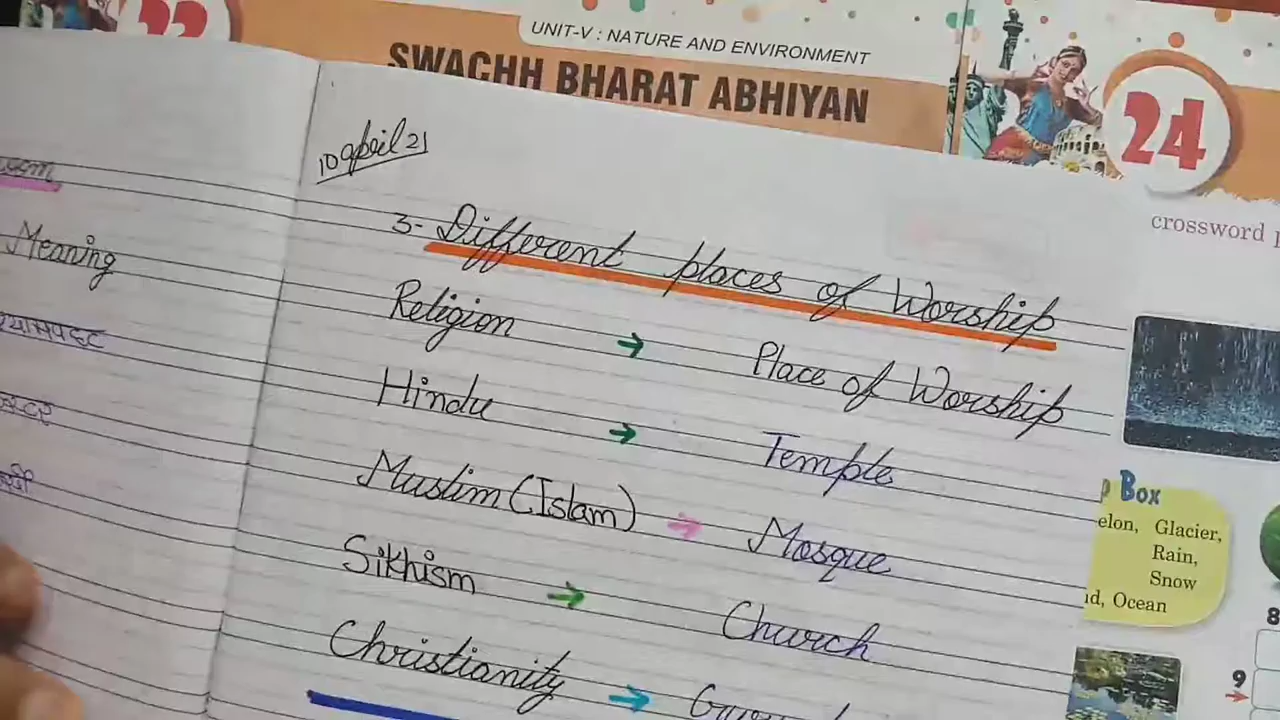 22
UNIT-V : NATURE AND ENVIRONMENT
SWACHH BHARAT ABHIYAN
24
crossword
10 april 21
3- Different places of Worship
Religion → Place of Worship
Hindu → Temple
Muslim (Islam) → Mosque
Sikhism → Church
Christianity →
Meaning
Box
elon, Glacier,
Rain,
Snow
nd, Ocean
8
9